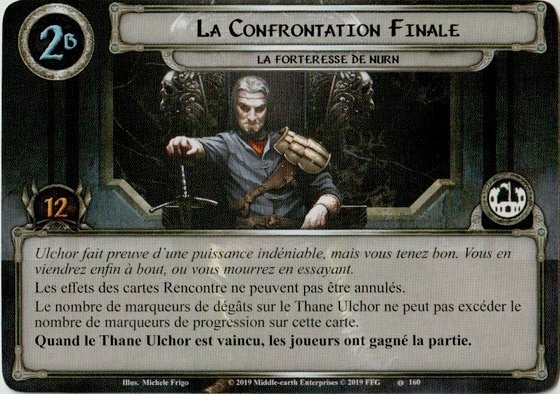 2B
La Confrontation Finale
La forteresse de Nurn
12
Ulchor fait preuve d'une puissance indéniable, mais vous tenez bon. Vous en
viendrez enfin à bout, ou vous mourrez en essayant.
Les effets des cartes Rencontre ne peuvent pas être annulés.
Le nombre de marqueurs de dégâts sur le Thane Ulchor ne peut pas excéder le
nombre de marqueurs de progression sur cette carte.
Quand le Thane Ulchor est vaincu, les joueurs ont gagné la partie.
Illus. Michele Frigo © 2019 Middle-earth Enterprises © 2019 FFG 160